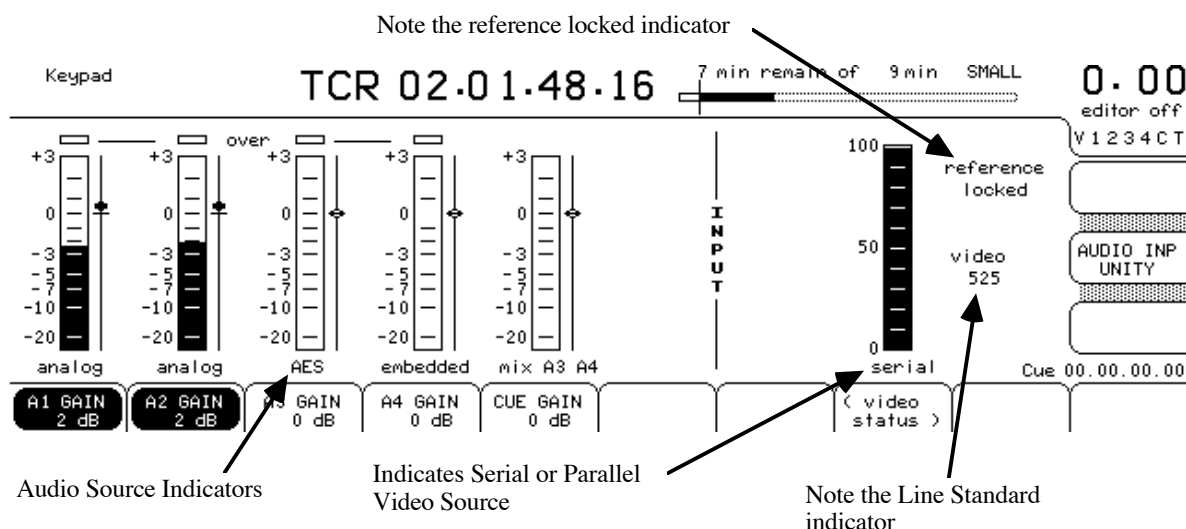 Note the reference locked indicator
Keypad
TCR 02.01.48.16
7 min remain of 9 min SMALL
0.00
editor off
V 1 2 3 4 C T
over
+3 +3 +3 +3 +3
0 0 0 0 0
-3 -3 -3 -3 -3
-5 -5 -5 -5 -5
-7 -7 -7 -7 -7
-10 -10 -10 -10 -10
-20 -20 -20 -20 -20
analog analog AES embedded mix A3 A4
INPUT
100
50
0
serial
reference
locked
video
525
AUDIO INP
UNITY
Cue 00.00.00.00
A1 GAIN
2 dB
A2 GAIN
2 dB
A3 GAIN
0 dB
A4 GAIN
0 dB
CUE GAIN
0 dB
( video
status )
Audio Source Indicators
Indicates Serial or Parallel
Video Source
Note the Line Standard
indicator